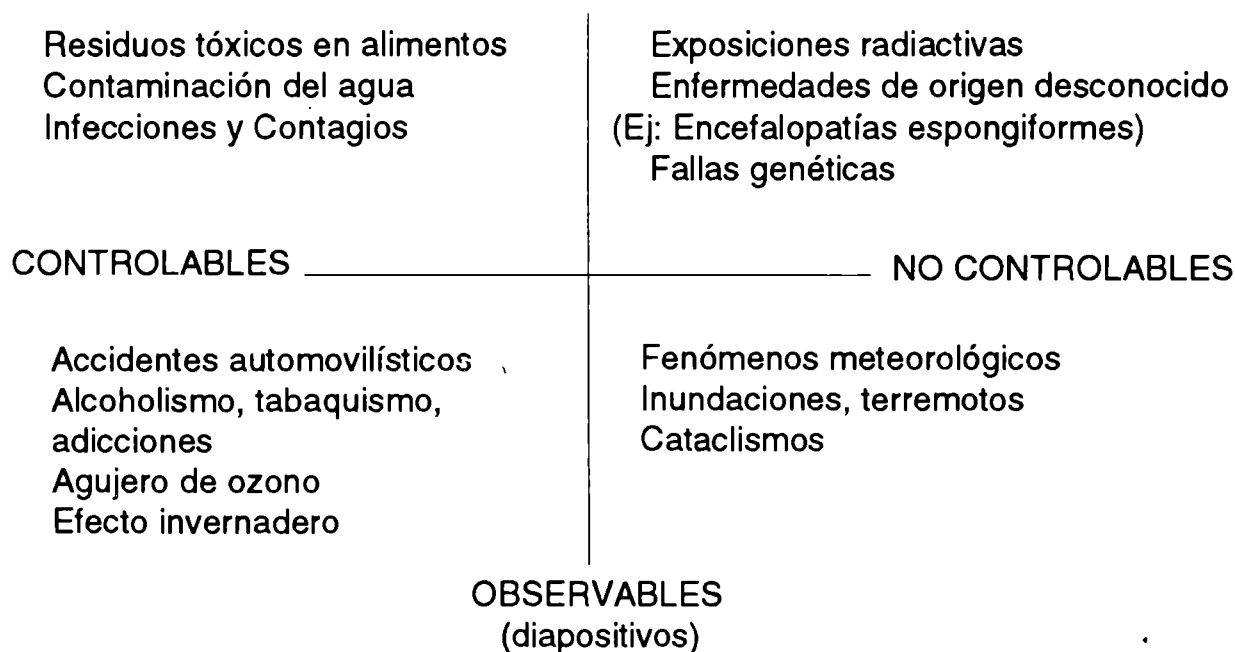 Residuos tóxicos en alimentos
Contaminación del agua
Infecciones y Contagios
Exposiciones radiactivas
Enfermedades de origen desconocido
(Ej: Encefalopatías espongiformes)
Fallas genéticas
CONTROLABLES
NO CONTROLABLES
Accidentes automovilísticos
Alcoholismo, tabaquismo,
adicciones
Agujero de ozono
Efecto invernadero
Fenómenos meteorológicos
Inundaciones, terremotos
Cataclismos
OBSERVABLES
(diapositivos)